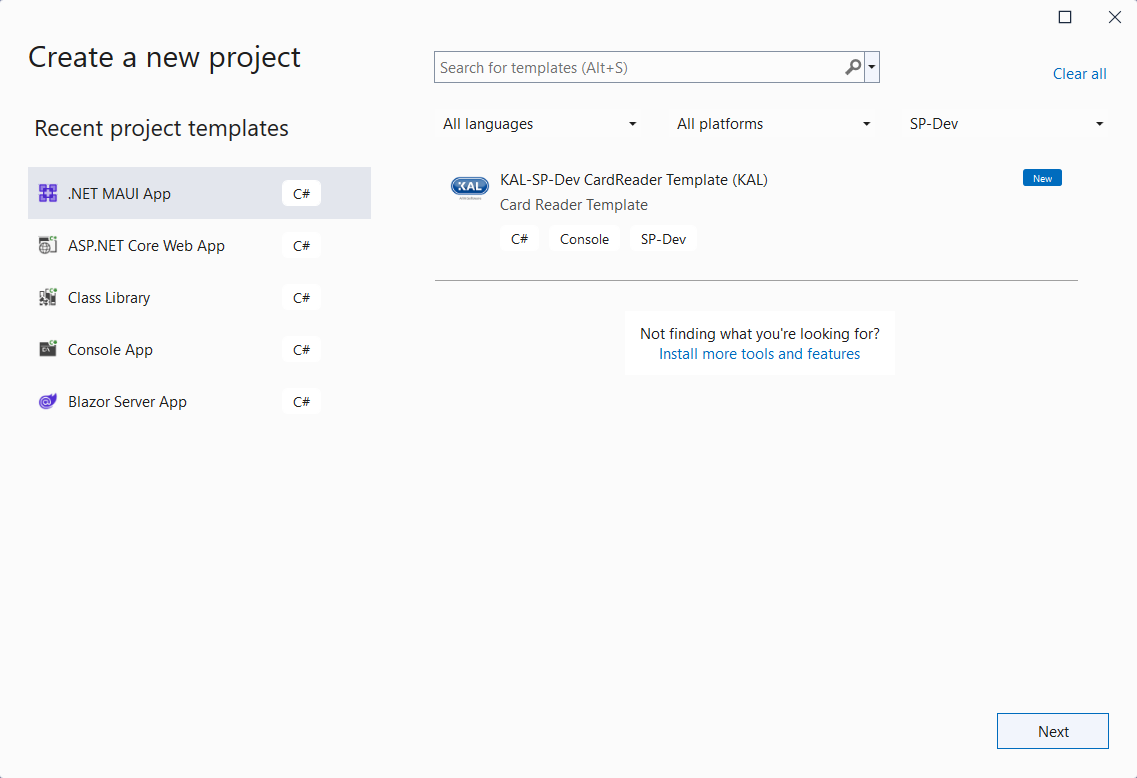 Create a new project
Search for templates (Alt+S)
Clear all
Recent project templates
All languages
All platforms
SP-Dev
.NET MAUI App C#
ASP.NET Core Web App C#
Class Library C#
Console App C#
Blazor Server App C#
KAL
KAL-SP-Dev CardReader Template (KAL)
New
Card Reader Template
C# Console SP-Dev
Not finding what you're looking for?
Install more tools and features
Next